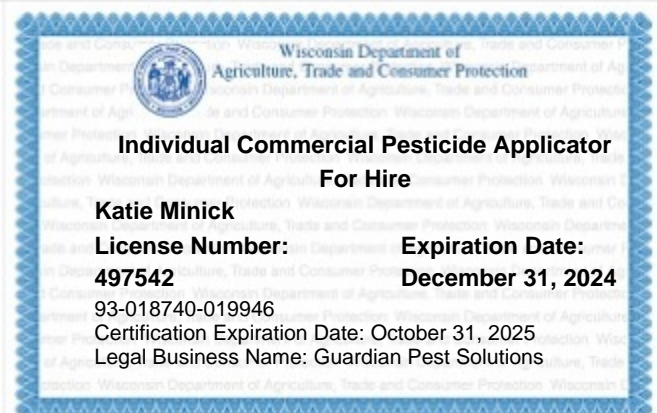 Wisconsin Department of
Agriculture, Trade and Consumer Protection
Individual Commercial Pesticide Applicator
For Hire
Katie Minick
License Number: Expiration Date:
497542 December 31, 2024
93-018740-019946
Certification Expiration Date: October 31, 2025
Legal Business Name: Guardian Pest Solutions